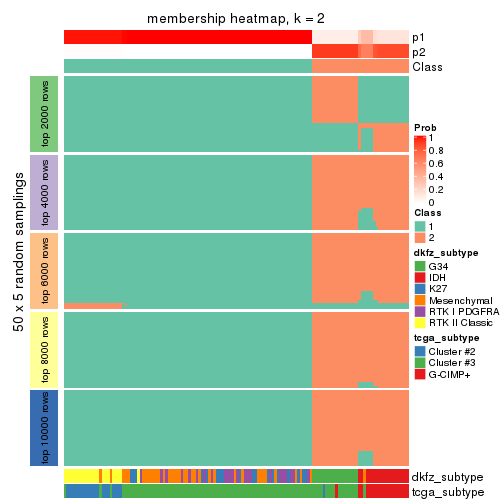 membership heatmap, k = 2
p1
p2
Class
50 x 5 random samplings
top 2000 rows
top 4000 rows
top 6000 rows
top 8000 rows
top 10000 rows
Prob
1
0.8
0.6
0.4
0.2
0
Class
1
2
dkfz_subtype
G34
IDH
K27
Mesenchymal
RTK I PDGFRA
RTK II Classic
tcga_subtype
Cluster #2
Cluster #3
G-CIMP+
dkfz_subtype
tcga_subtype